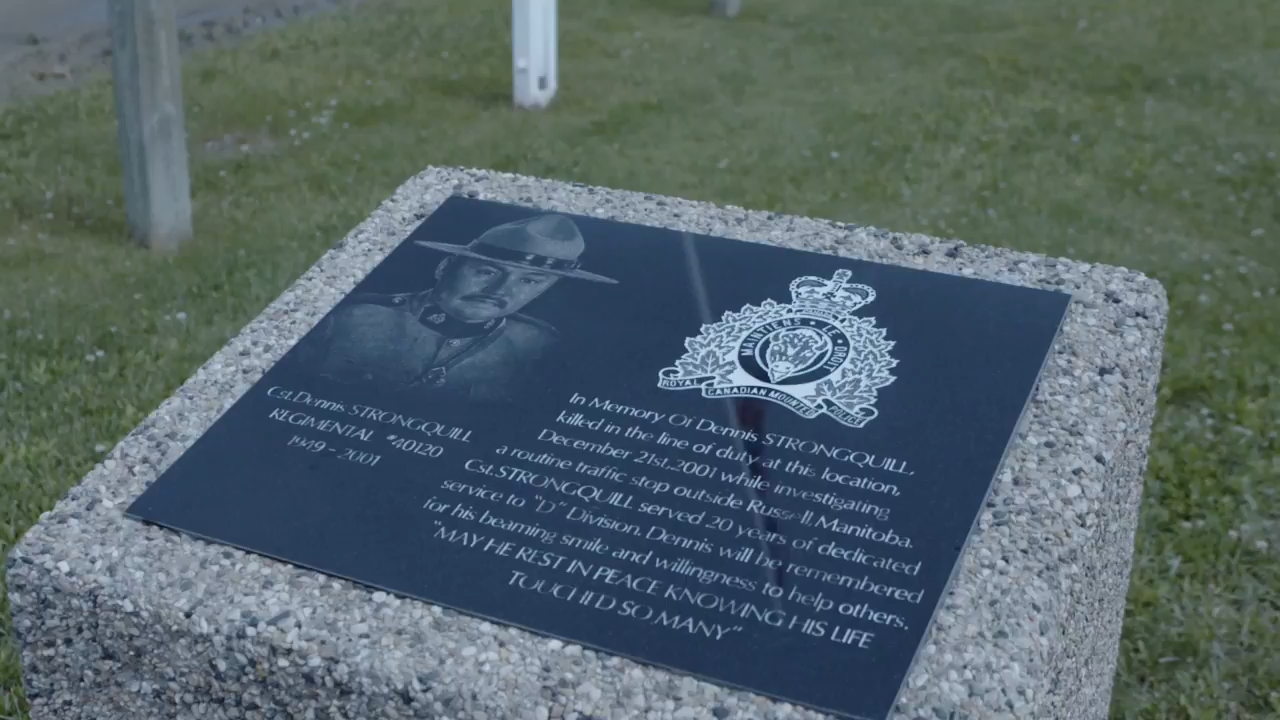 MAINTIENS LE DROIT
ROYAL CANADIAN MOUNTED POLICE
Cst.Dennis STRONGQUILL
REGIMENTAL #40120
1949 - 2001
In Memory Of Dennis STRONGQUILL,
killed in the line of duty at this location,
December 21st,2001 while investigating
a routine traffic stop outside Russell, Manitoba.
Cst.STRONGQUILL served 20 years of dedicated
service to "D" Division. Dennis will be remembered
for his beaming smile and willingness to help others.
"MAY HE REST IN PEACE KNOWING HIS LIFE
TOUCHED SO MANY"